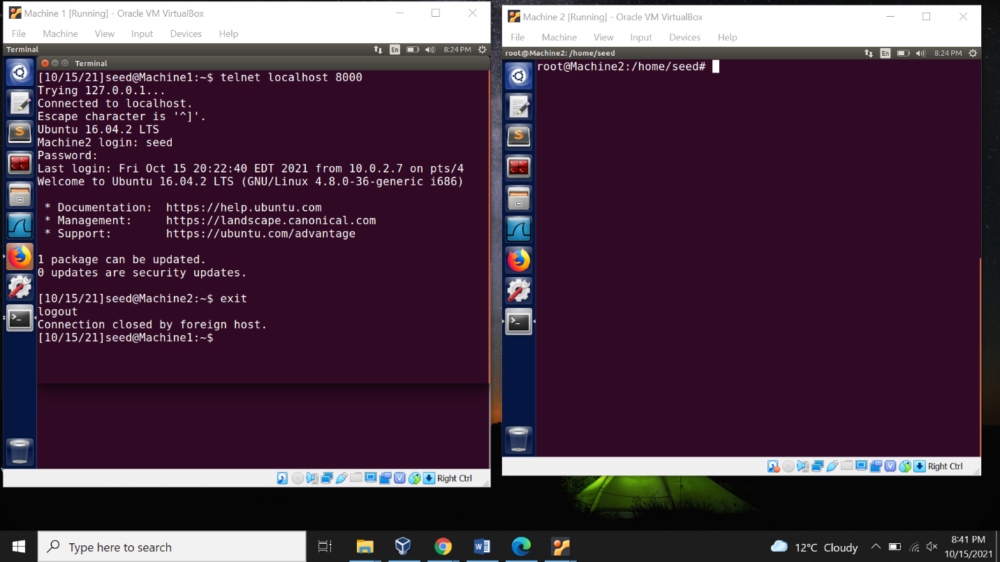 Machine 1 [Running] - Oracle VM VirtualBox
File Machine View Input Devices Help
Terminal En 8:24 PM
Terminal
[10/15/21]seed@Machine1:~$ telnet localhost 8000
Trying 127.0.0.1...
Connected to localhost.
Escape character is '^]'.
Ubuntu 16.04.2 LTS
Machine2 login: seed
Password:
Last login: Fri Oct 15 20:22:40 EDT 2021 from 10.0.2.7 on pts/4
Welcome to Ubuntu 16.04.2 LTS (GNU/Linux 4.8.0-36-generic i686)
* Documentation: https://help.ubuntu.com
* Management: https://landscape.canonical.com
* Support: https://ubuntu.com/advantage
1 package can be updated.
0 updates are security updates.
[10/15/21]seed@Machine2:~$ exit
logout
Connection closed by foreign host.
[10/15/21]seed@Machine1:~$
Right Ctrl
Machine 2 [Running] - Oracle VM VirtualBox
File Machine View Input Devices Help
root@Machine2: /home/seed En 8:24 PM
root@Machine2:/home/seed#
Right Ctrl
Type here to search
12°C Cloudy
8:41 PM
10/15/2021